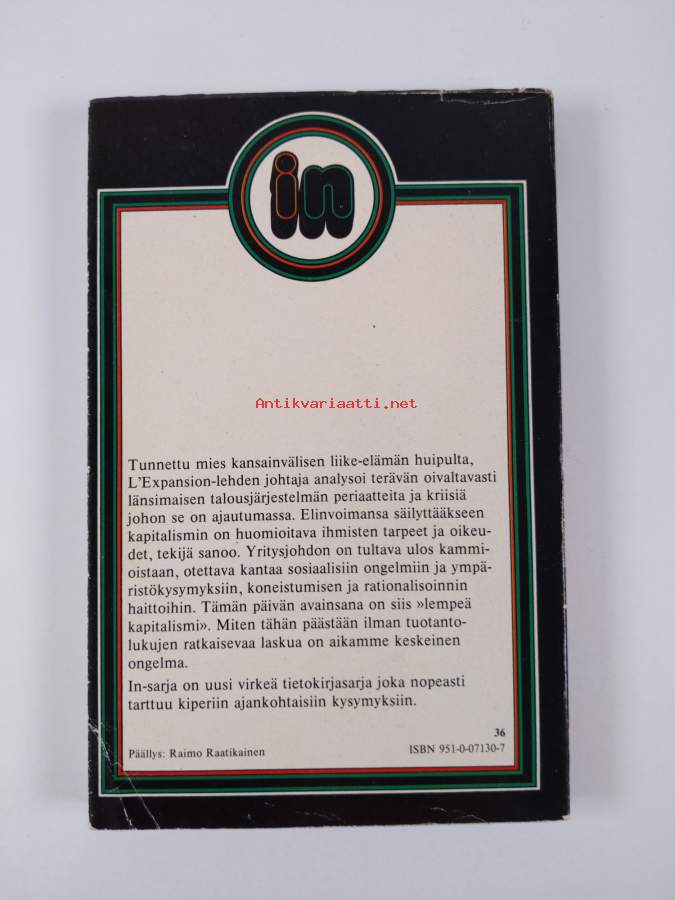 in
Antikvariaatti.net
Tunnettu mies kansainvälisen liike-elämän huipulta,
L'Expansion-lehden johtaja analysoi terävän oivaltavasti
länsimaisen talousjärjestelmän periaatteita ja kriisiä
johon se on ajautumassa. Elinvoimansa säilyttääkseen
kapitalismin on huomioitava ihmisten tarpeet ja oikeu-
det, tekijä sanoo. Yritysjohdon on tultava ulos kammi-
oistaan, otettava kantaa sosiaalisiin ongelmiin ja ympä-
ristökysymyksiin, koneistumisen ja rationalisoinnin
haittoihin. Tämän päivän avainsana on siis »lempeä
kapitalismi». Miten tähän päästään ilman tuotanto-
lukujen ratkaisevaa laskua on aikamme keskeinen
ongelma.
In-sarja on uusi virkeä tietokirjasarja joka nopeasti
tarttuu kiperiin ajankohtaisiin kysymyksiin.
36
Päällys: Raimo Raatikainen ISBN 951-0-07130-7